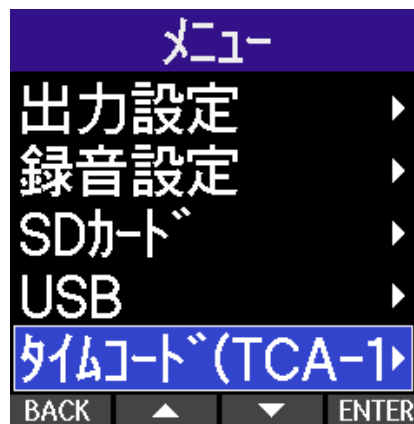 メニュー
出力設定
録音設定
SDカード
USB
タイムコード(TCA-1
BACK ENTER